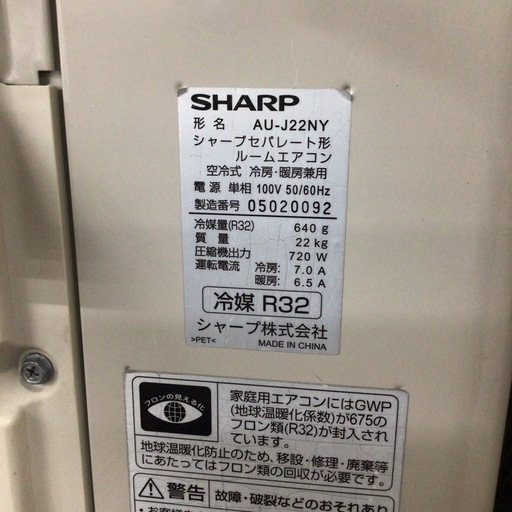 SHARP
形名 AU-J22NY
シャープセパレート形
ルームエアコン
空冷式 冷房・暖房兼用
電源 単相 100V 50/60Hz
製造番号 05020092
冷媒量(R32) 640 g
質量 22 kg
圧縮機出力 720 W
運転電流 冷房: 7.0 A
暖房: 6.5 A
冷媒 R32
シャープ株式会社
>PET< MADE IN CHINA
フロンの見える化
家庭用エアコンにはGWP
(地球温暖化係数)が675の
フロン類(R32)が封入され
ています。
地球温暖化防止のため、移設・修理・廃棄等
にあたってはフロン類の回収が必要です。
警告 故障・破裂などのおそれあり